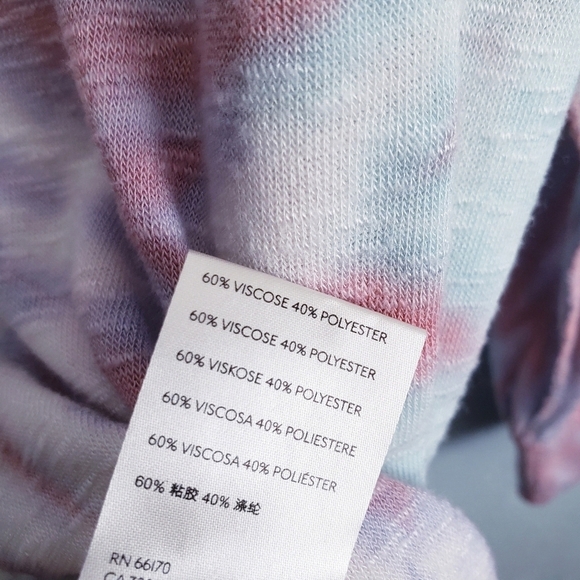 60% VISCOSE 40% POLYESTER
60% VISCOSE 40% POLYESTER
60% VISKOSE 40% POLYESTER
60% VISCOSA 40% POLIESTERE
60% VISCOSA 40% POLIÉSTER
60% 粘胶 40% 涤纶
RN 66170
CA